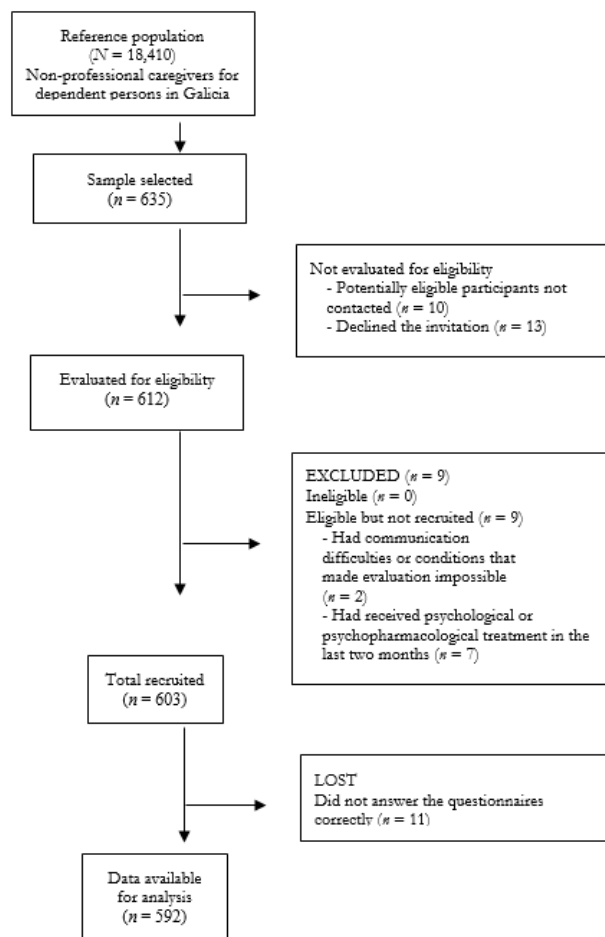 Reference population
(N = 18,410)
Non-professional caregivers for
dependent persons in Galicia
Sample selected
(n = 635)
Not evaluated for eligibility
- Potentially eligible participants not
contacted (n = 10)
- Declined the invitation (n = 13)
Evaluated for eligibility
(n = 612)
EXCLUDED (n = 9)
Ineligible (n = 0)
Eligible but not recruited (n = 9)
- Had communication
difficulties or conditions that
made evaluation impossible
(n = 2)
- Had received psychological or
psychopharmacological treatment in the
last two months (n = 7)
Total recruited
(n = 603)
LOST
Did not answer the questionnaires
correctly (n = 11)
Data available
for analysis
(n = 592)